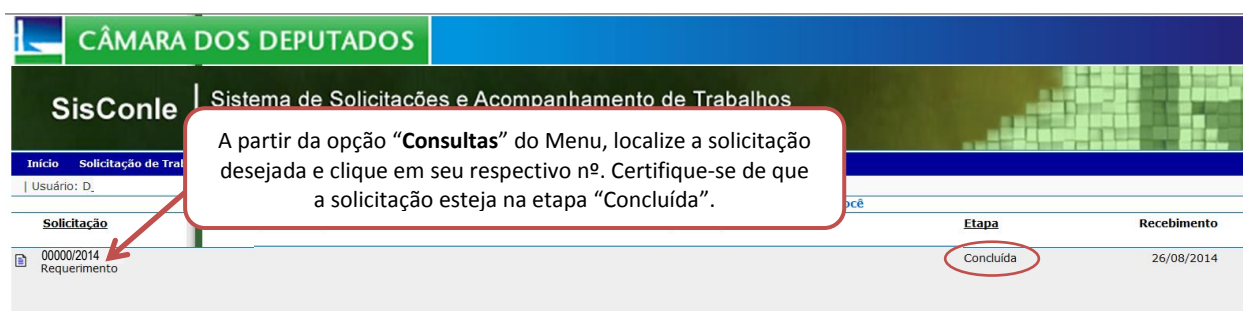 CÂMARA DOS DEPUTADOS
SisConle
Sistema de Solicitações e Acompanhamento de Trabalhos
A partir da opção “Consultas” do Menu, localize a solicitação
desejada e clique em seu respectivo nº. Certifique-se de que
a solicitação esteja na etapa “Concluída”.
Início Solicitação de
| Usuário: D_
Solicitação
Etapa
Recebimento
00000/2014
Requerimento
Concluída
26/08/2014